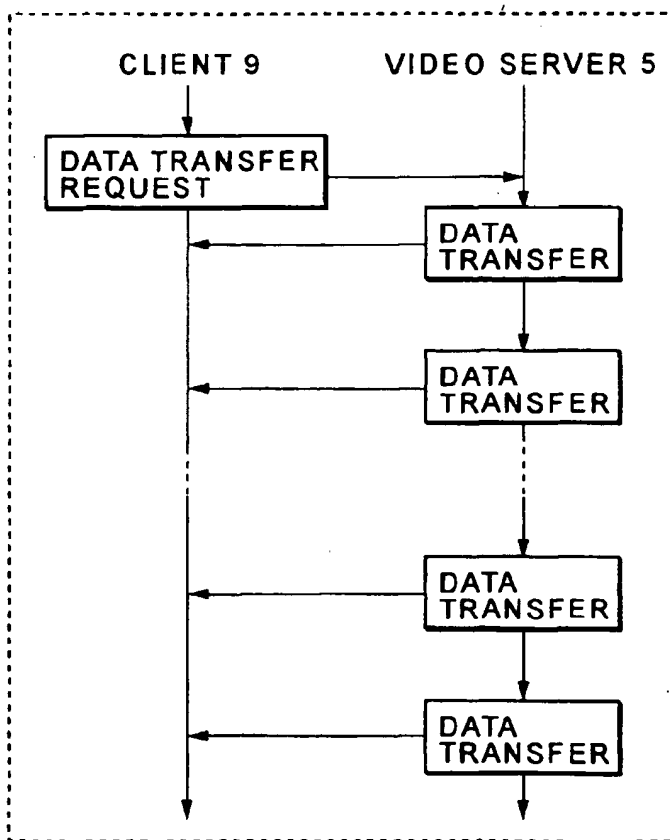 CLIENT 9 VIDEO SERVER 5
DATA TRANSFER
REQUEST
DATA
TRANSFER
DATA
TRANSFER
DATA
TRANSFER
DATA
TRANSFER